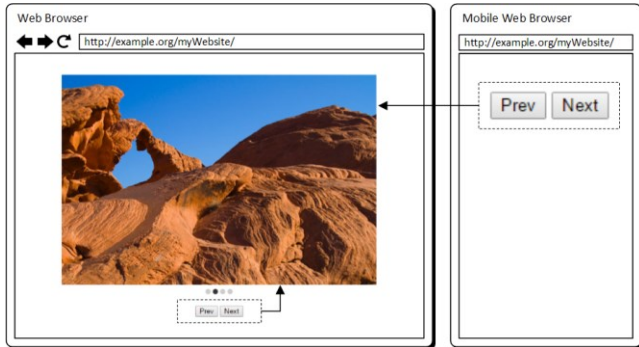 Web Browser
http://example.org/myWebsite/
Prev Next
Mobile Web Browser
http://example.org/myWebsite/
Prev Next